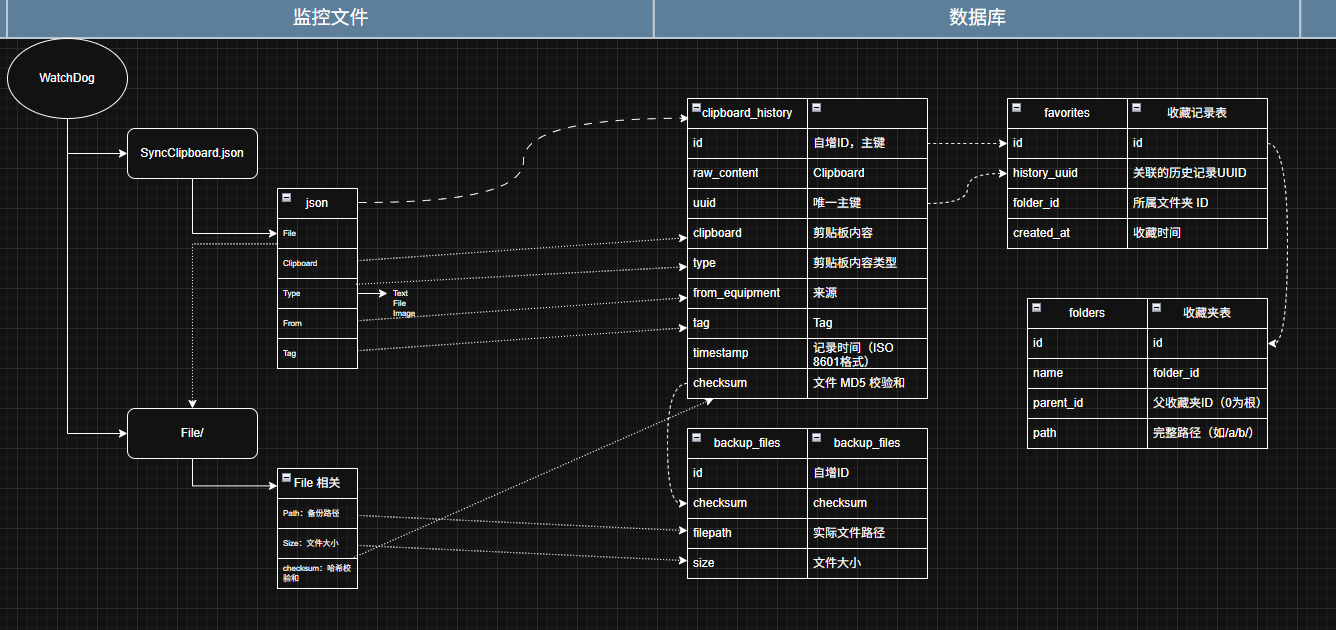 监控文件
数据库
WatchDog
SyncClipboard.json
json
File
Clipboard
Type
Text
File
Image
From
Tag
File/
File 相关
Path：备份路径
Size：文件大小
checksum：哈希校
验和
clipboard_history
id
自增ID，主键
raw_content
Clipboard
uuid
唯一主键
clipboard
剪贴板内容
type
剪贴板内容类型
from_equipment
来源
tag
Tag
timestamp
记录时间（ISO
8601格式）
checksum
文件 MD5 校验和
backup_files
backup_files
id
自增ID
checksum
checksum
filepath
实际文件路径
size
文件大小
favorites
收藏记录表
id
id
history_uuid
关联的历史记录UUID
folder_id
所属文件夹 ID
created_at
收藏时间
folders
收藏夹表
id
id
name
folder_id
parent_id
父收藏夹ID（0为根）
path
完整路径（如/a/b/）